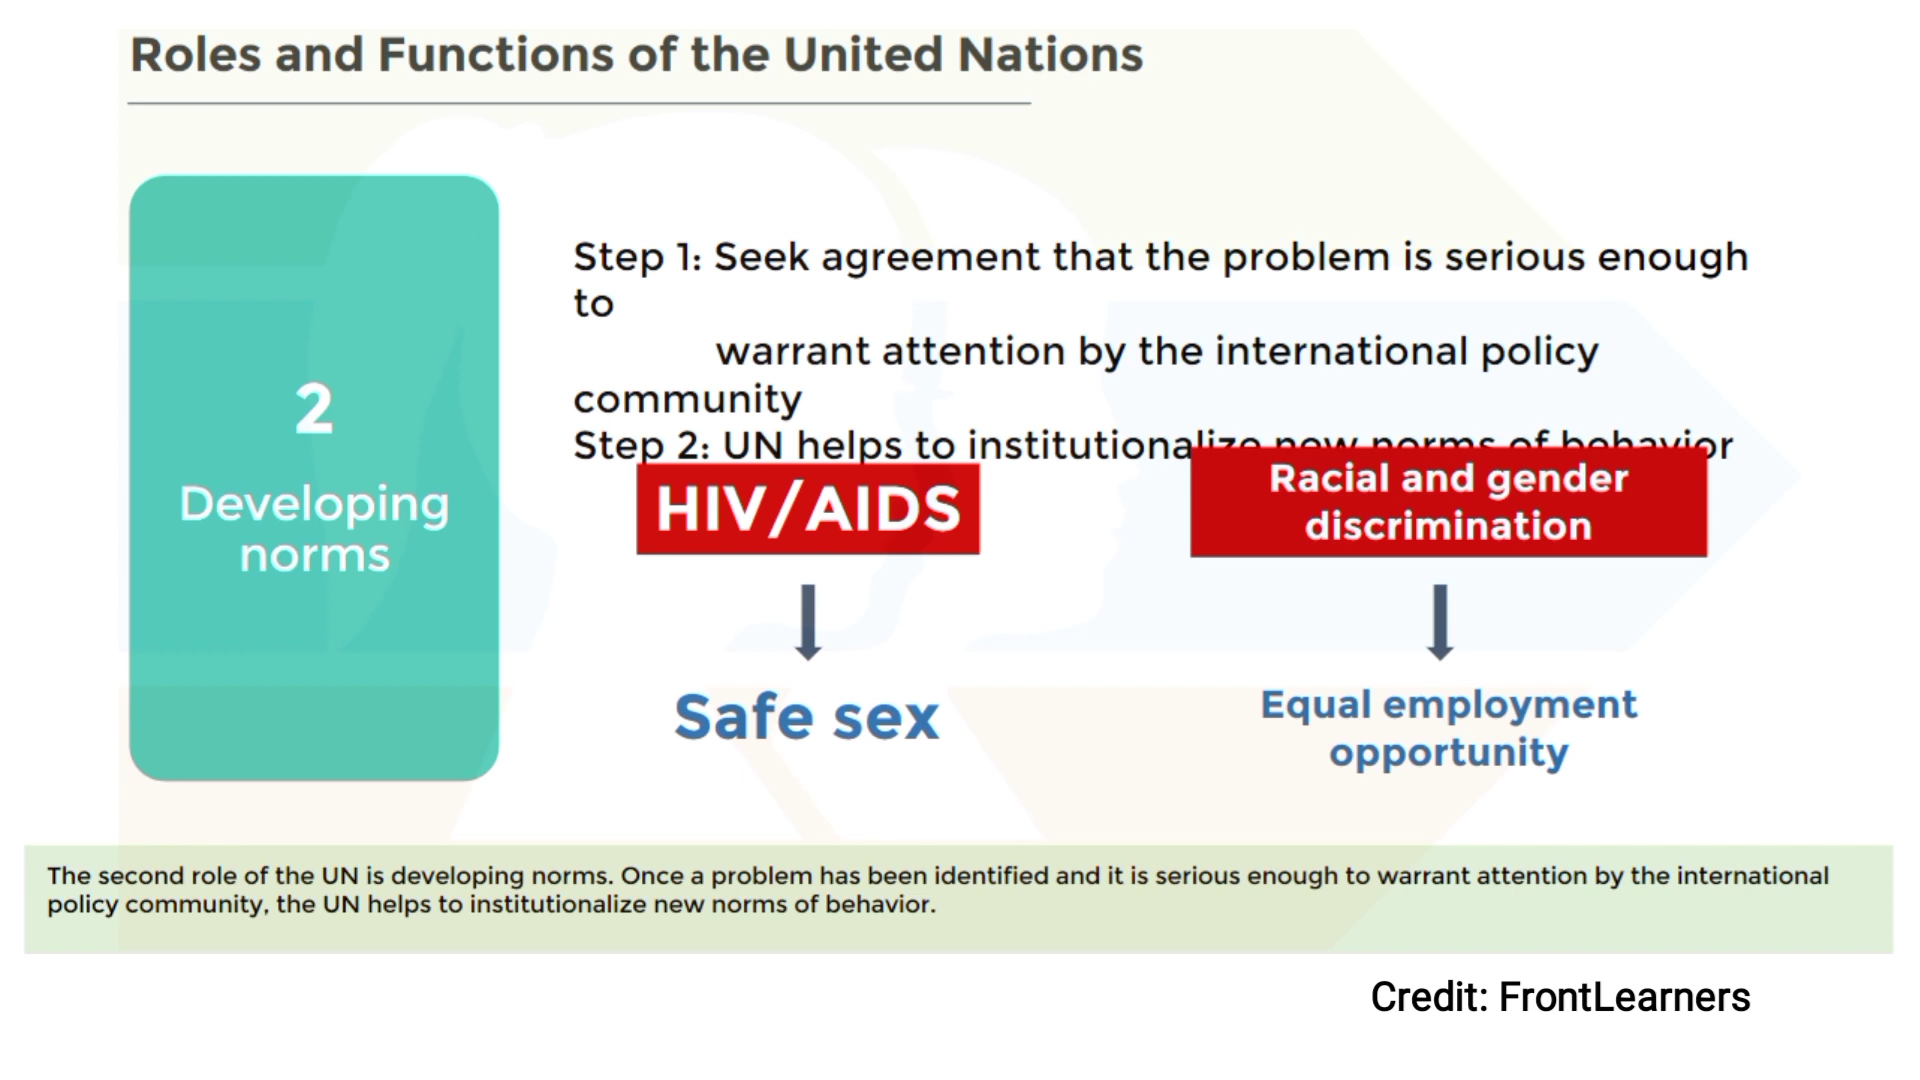 Roles and Functions of the United Nations
2
Developing
norms
Step 1: Seek agreement that the problem is serious enough
to
warrant attention by the international policy
community
Step 2: UN helps to institutionalize new norms of behavior
HIV/AIDS
Racial and gender
discrimination
Safe sex
Equal employment
opportunity
The second role of the UN is developing norms. Once a problem has been identified and it is serious enough to warrant attention by the international
policy community, the UN helps to institutionalize new norms of behavior.
Credit: FrontLearners